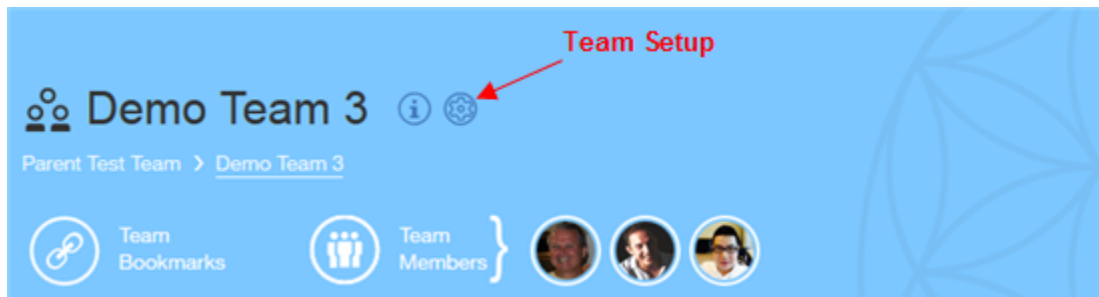 Team Setup
Demo Team 3
Parent Test Team > Demo Team 3
Team
Bookmarks
Team
Members